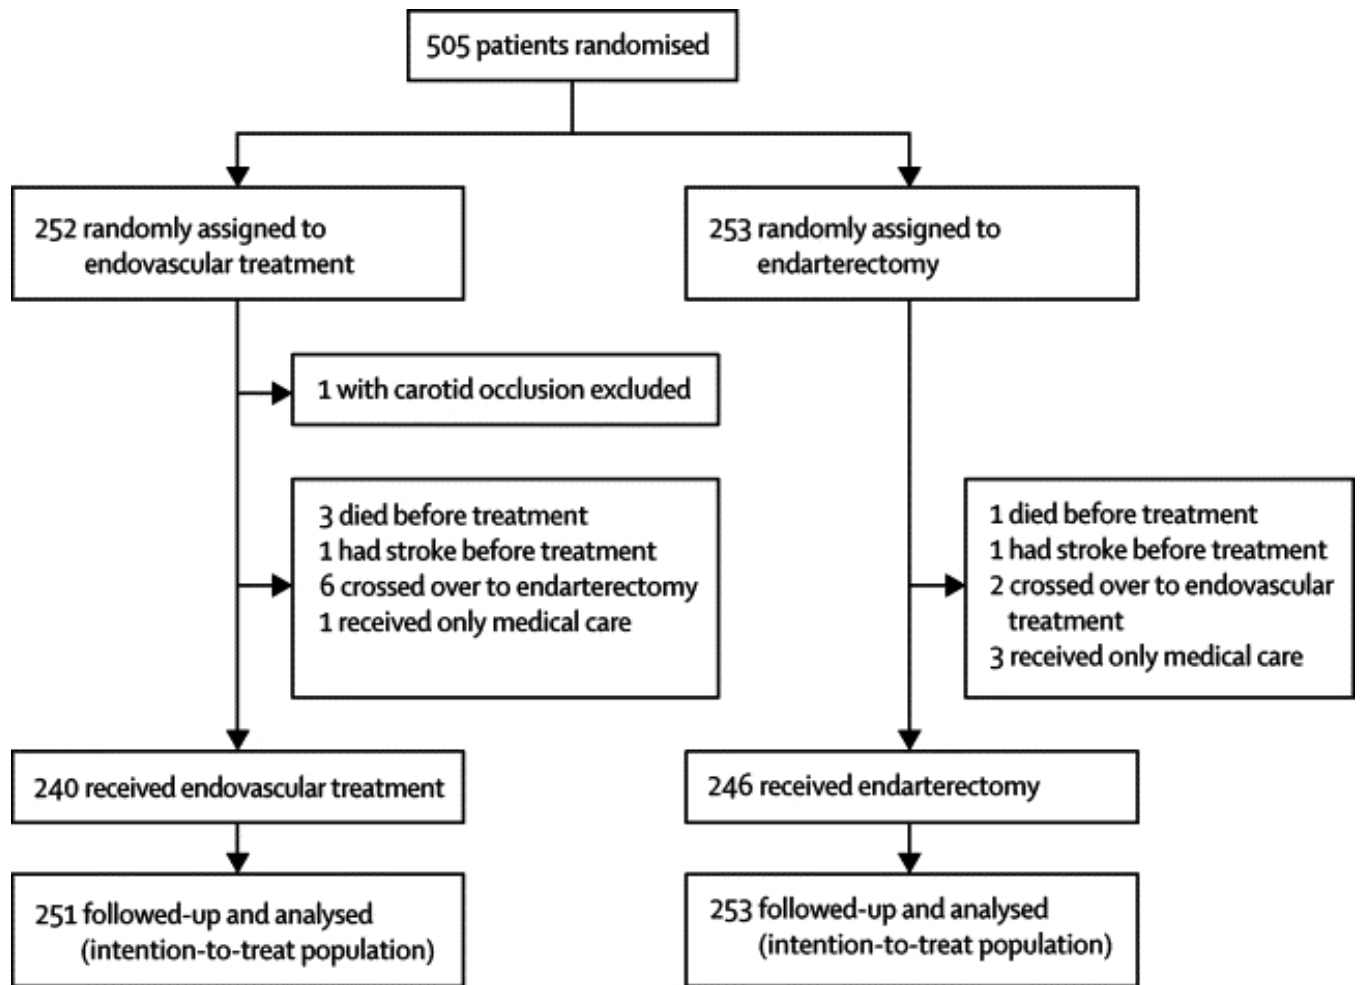 505 patients randomised
252 randomly assigned to
endovascular treatment
253 randomly assigned to
endarterectomy
1 with carotid occlusion excluded
3 died before treatment
1 had stroke before treatment
6 crossed over to endarterectomy
1 received only medical care
1 died before treatment
1 had stroke before treatment
2 crossed over to endovascular
treatment
3 received only medical care
240 received endovascular treatment
246 received endarterectomy
251 followed-up and analysed
(intention-to-treat population)
253 followed-up and analysed
(intention-to-treat population)